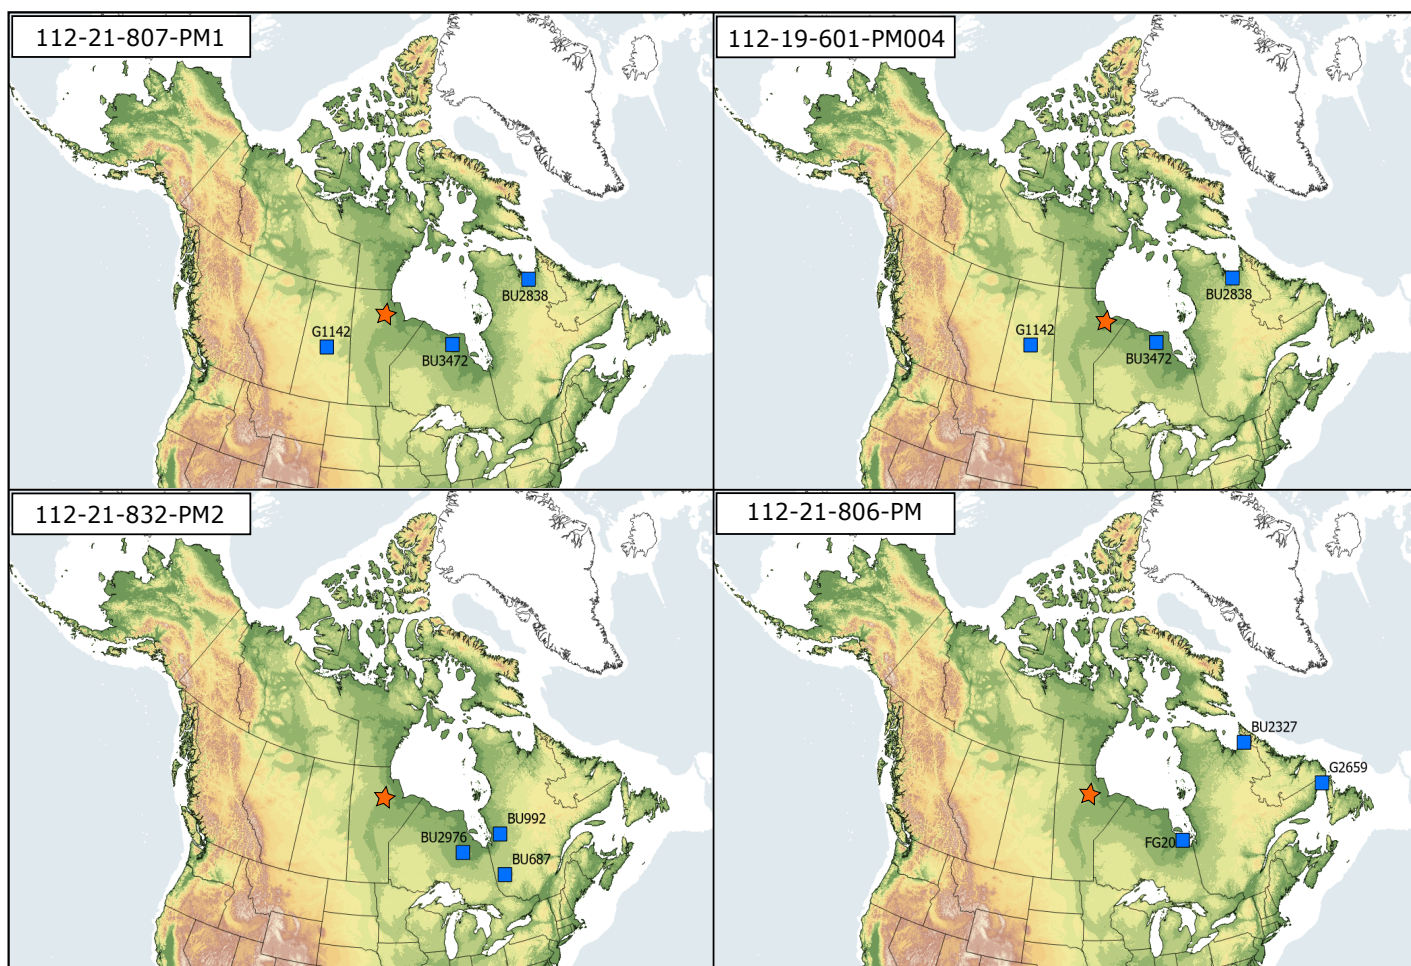 112-21-807-PM1
BU2838
G1142
BU3472
112-19-601-PM004
BU2838
G1142
BU3472
112-21-832-PM2
BU992
BU2976
BU687
112-21-806-PM
BU2327
G2659
FG20